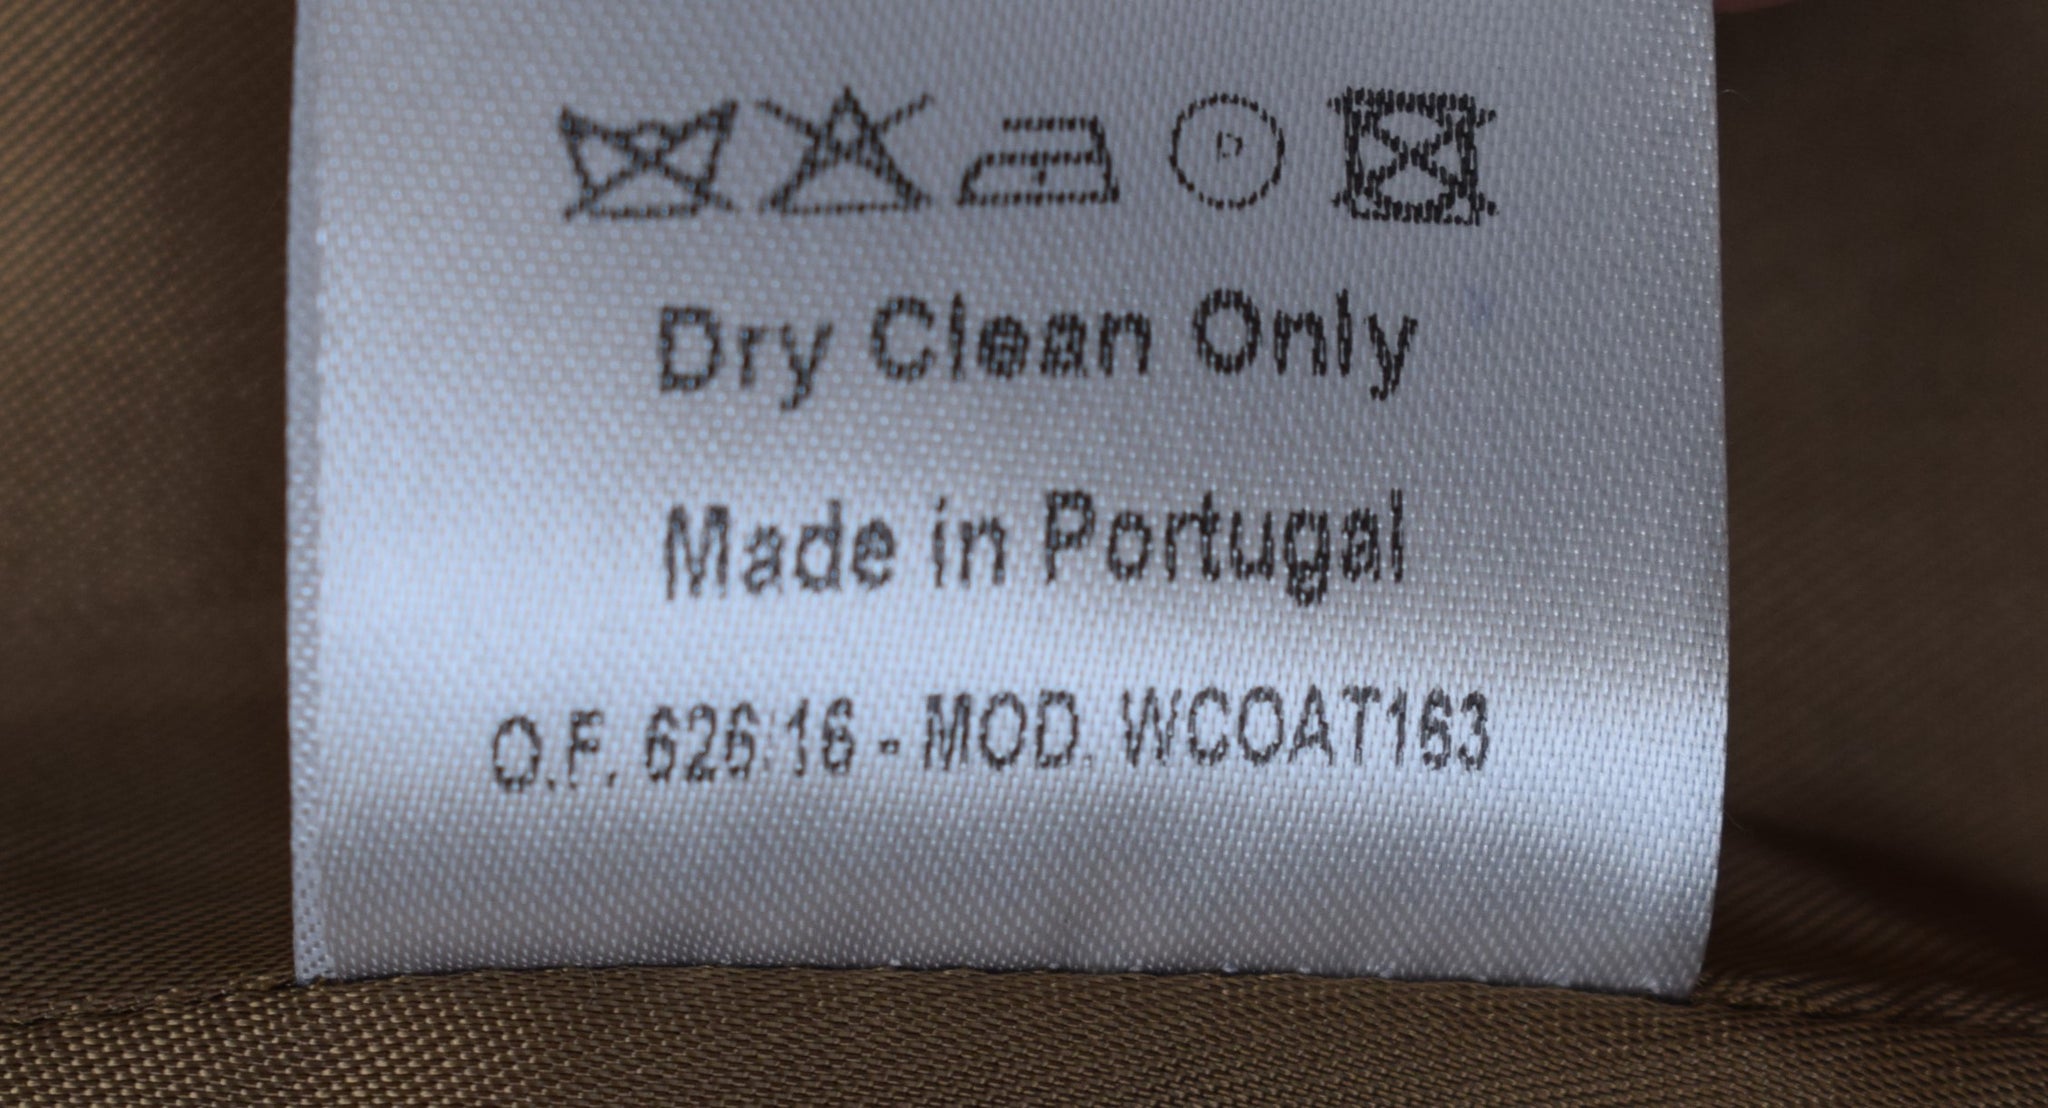 P
Dry Clean Only
Made in Portugal
O.F. 626/16 - MOD. WCOAT163